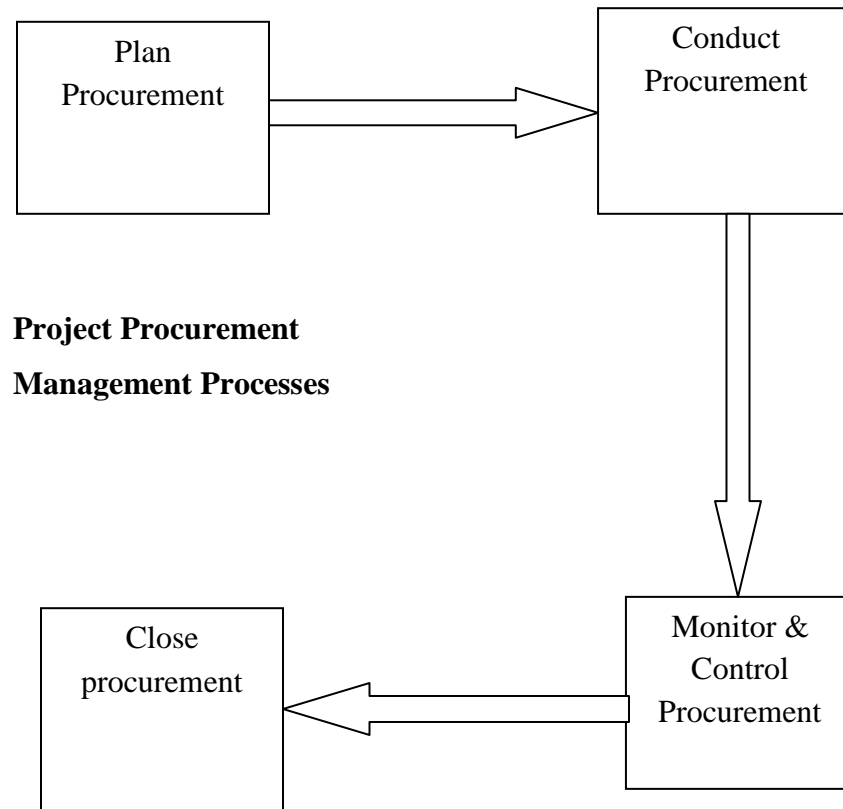 Plan
Procurement
Conduct
Procurement
Project Procurement
Management Processes
Close
procurement
Monitor &
Control
Procurement